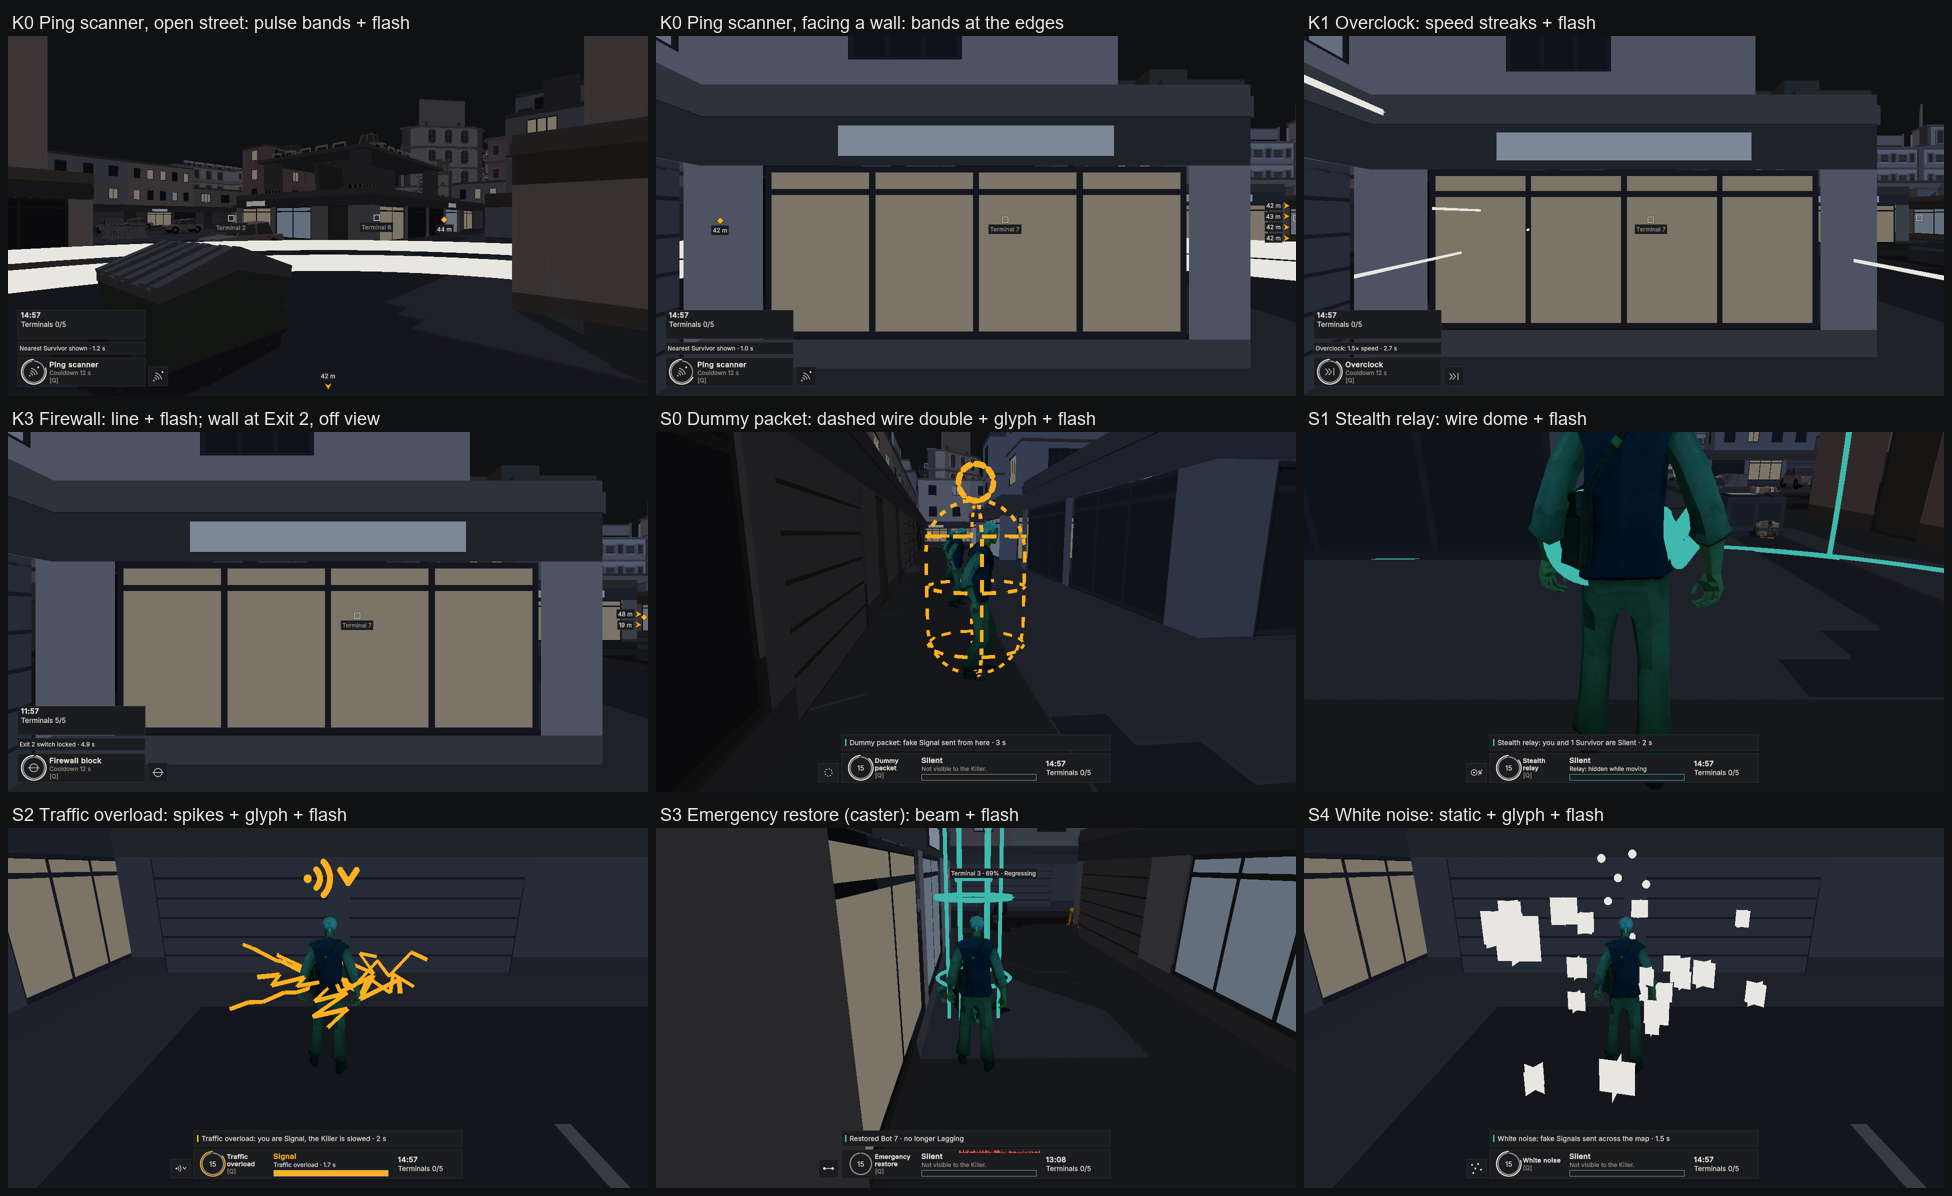 K0 Ping scanner, open street: pulse bands + flash
Terminal 2
Terminal 6
44 m
14:57
Terminals 0/5
Nearest Survivor shown · 1.2 s
Ping scanner
Cooldown 12 s
[Q]
42 m
K0 Ping scanner, facing a wall: bands at the edges
42 m
Terminal 7
42 m
43 m
42 m
42 m
14:57
Terminals 0/5
Nearest Survivor shown · 1.0 s
Ping scanner
Cooldown 12 s
[Q]
K1 Overclock: speed streaks + flash
Terminal 7
14:57
Terminals 0/5
Overclock: 1.5× speed · 2.7 s
Overclock
Cooldown 12 s
[Q]
K3 Firewall: line + flash; wall at Exit 2, off view
48 m
19 m
Terminal 7
11:57
Terminals 5/5
Exit 2 switch locked · 4.9 s
Firewall block
Cooldown 12 s
[Q]
S0 Dummy packet: dashed wire double + glyph + flash
Dummy packet: fake Signal sent from here · 3 s
15
Dummy packet
[Q]
Silent
Not visible to the Killer.
14:57
Terminals 0/5
S1 Stealth relay: wire dome + flash
Stealth relay: you and 1 Survivor are Silent · 2 s
15
Stealth relay
[Q]
Silent
Relay: hidden while moving
14:57
Terminals 0/5
S2 Traffic overload: spikes + glyph + flash
Traffic overload: you are Signal, the Killer is slowed · 2 s
15
Traffic overload
[Q]
Signal
Traffic overload · 1.7 s
14:57
Terminals 0/5
S3 Emergency restore (caster): beam + flash
Terminal 3 · 69% · Regressing
Restored Bot 7 · no longer Lagging
15
Emergency restore
[Q]
Silent
Not visible to the Killer.
13:08
Terminals 0/5
S4 White noise: static + glyph + flash
White noise: fake Signals sent across the map · 1.5 s
15
White noise
[Q]
Silent
Not visible to the Killer.
14:57
Terminals 0/5